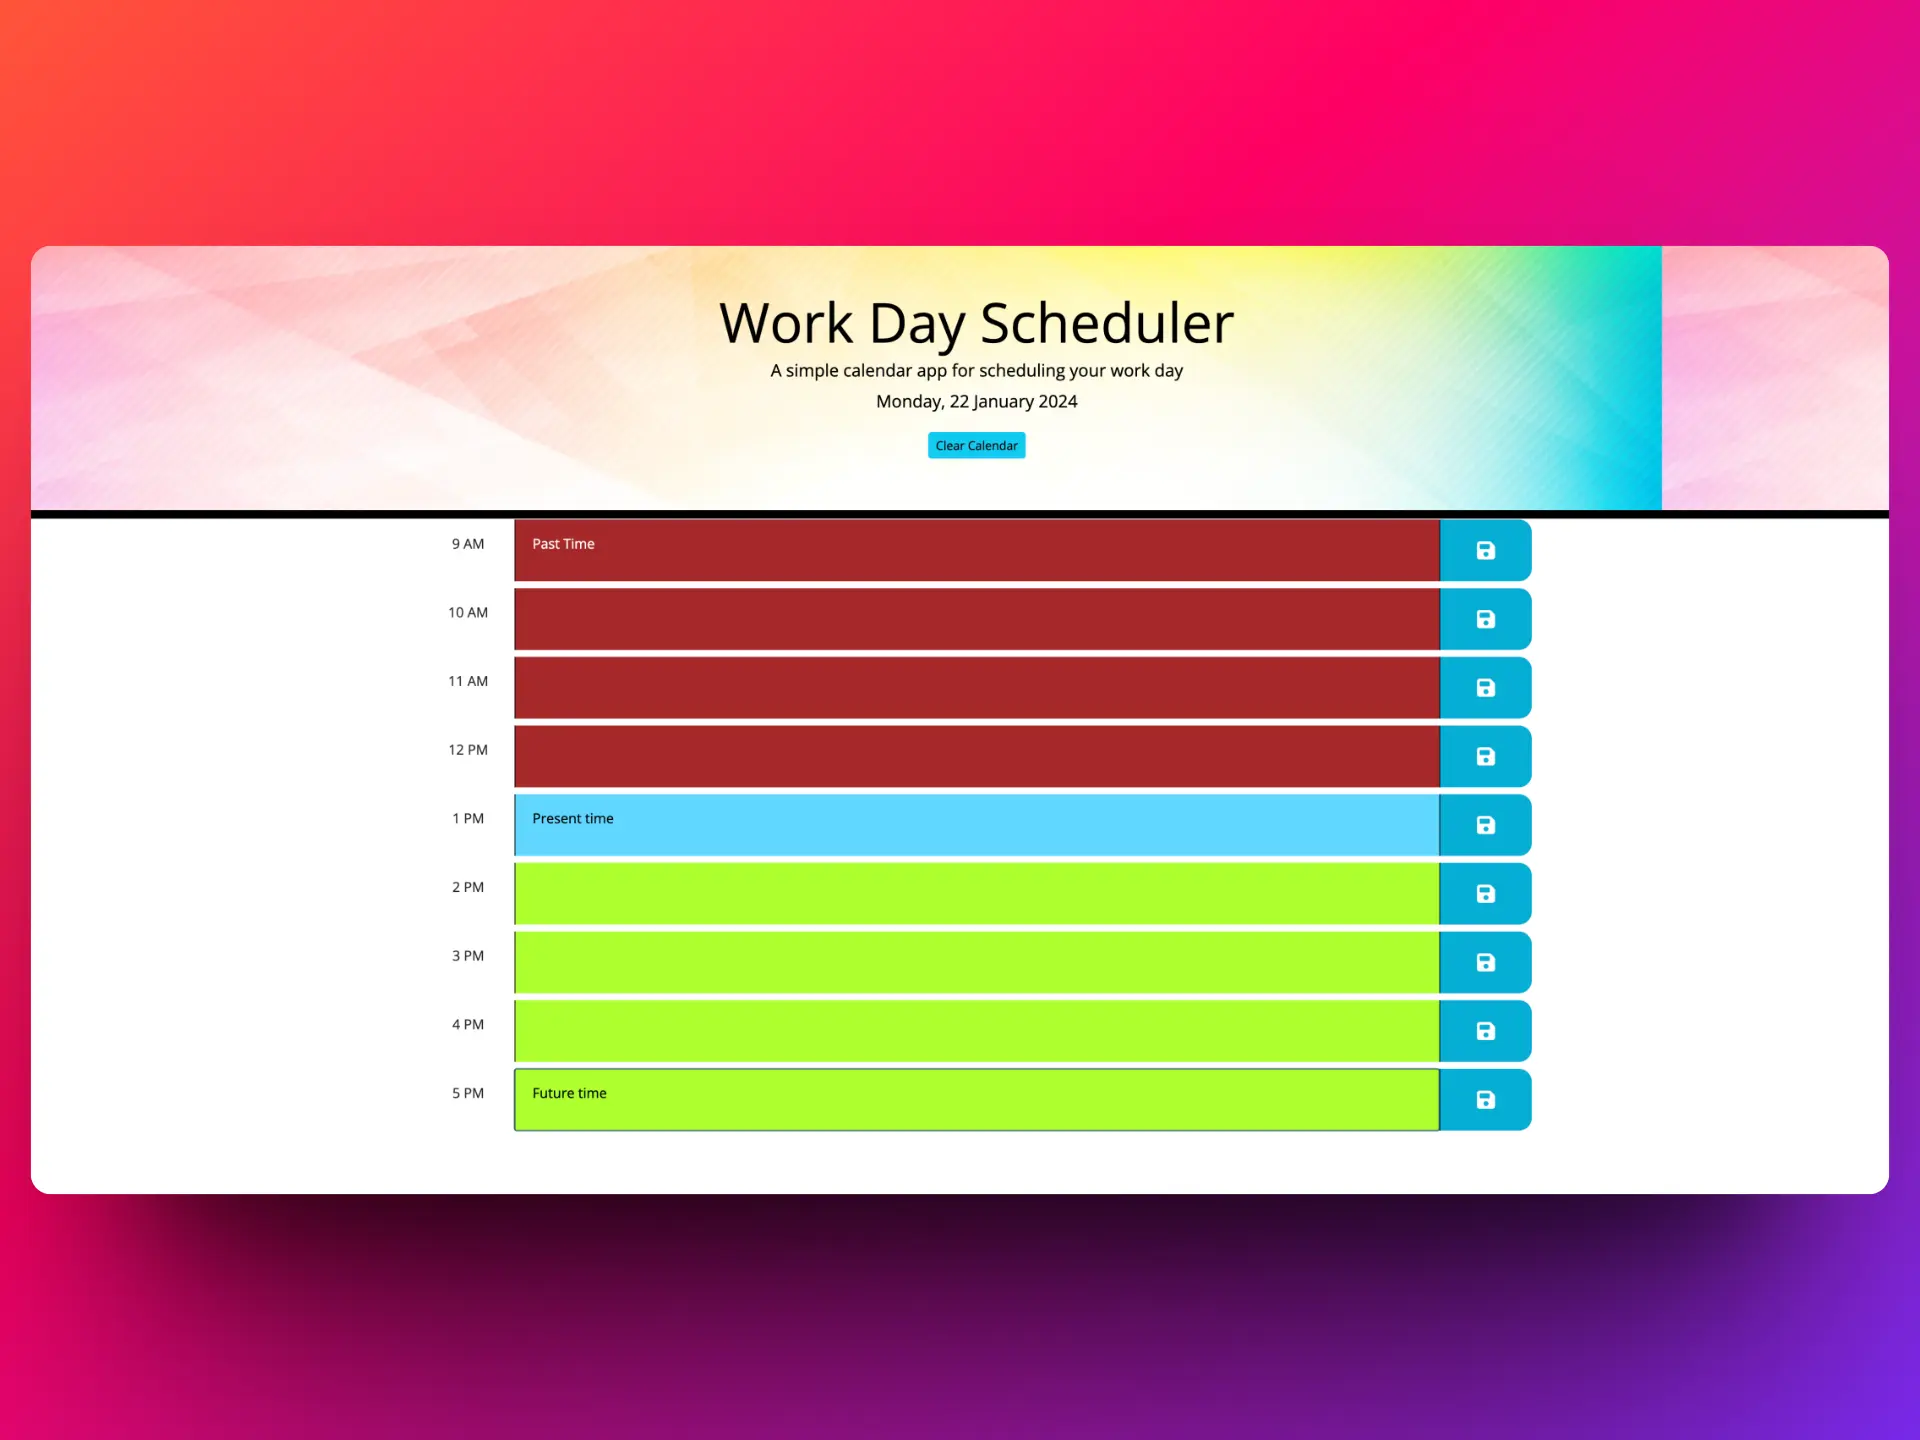 Work Day Scheduler
A simple calendar app for scheduling your work day
Monday, 22 January 2024
Clear Calendar
9 AM Past Time
10 AM
11 AM
12 PM
1 PM Present time
2 PM
3 PM
4 PM
5 PM Future time